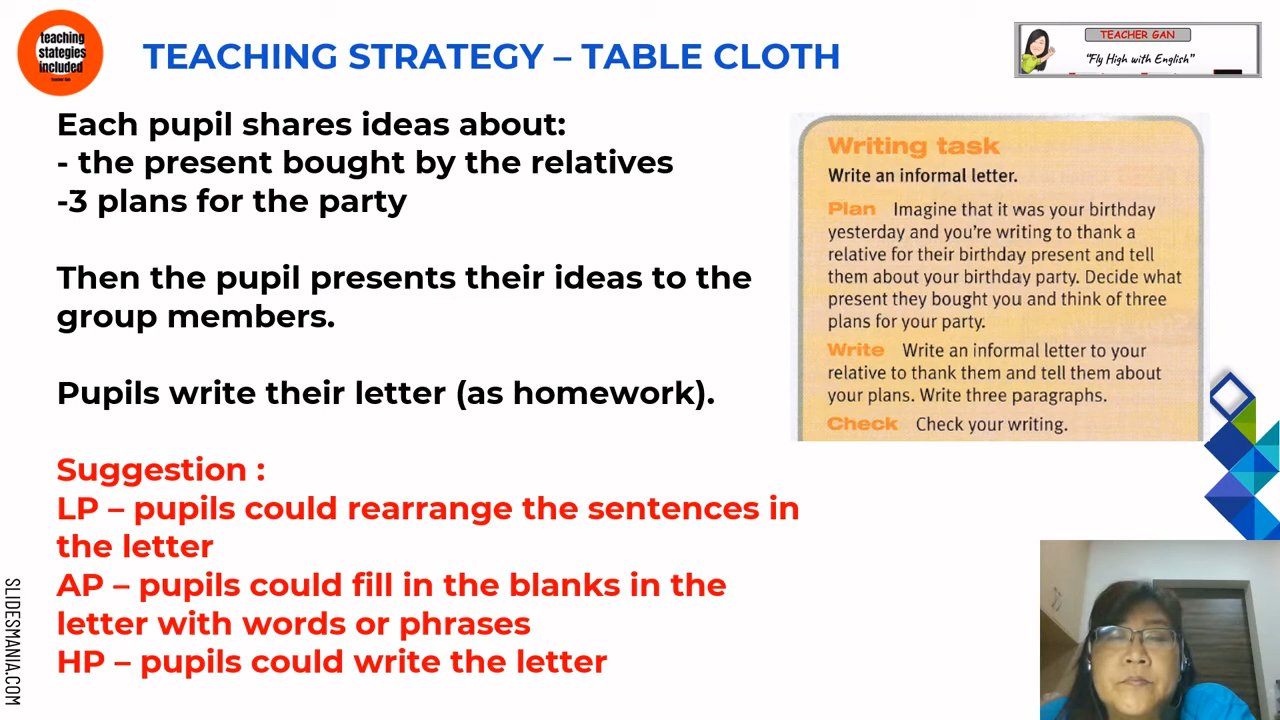 teaching
stategies
included
Teacher Gan
TEACHING STRATEGY – TABLE CLOTH
TEACHER GAN
"Fly High with English"
Each pupil shares ideas about:
- the present bought by the relatives
-3 plans for the party
Then the pupil presents their ideas to the
group members.
Pupils write their letter (as homework).
Suggestion :
LP – pupils could rearrange the sentences in
the letter
AP – pupils could fill in the blanks in the
letter with words or phrases
HP – pupils could write the letter
Writing task
Write an informal letter.
Plan Imagine that it was your birthday
yesterday and you're writing to thank a
relative for their birthday present and tell
them about your birthday party. Decide what
present they bought you and think of three
plans for your party.
Write Write an informal letter to your
relative to thank them and tell them about
your plans. Write three paragraphs.
Check Check your writing.
SLIDESMANIA.COM